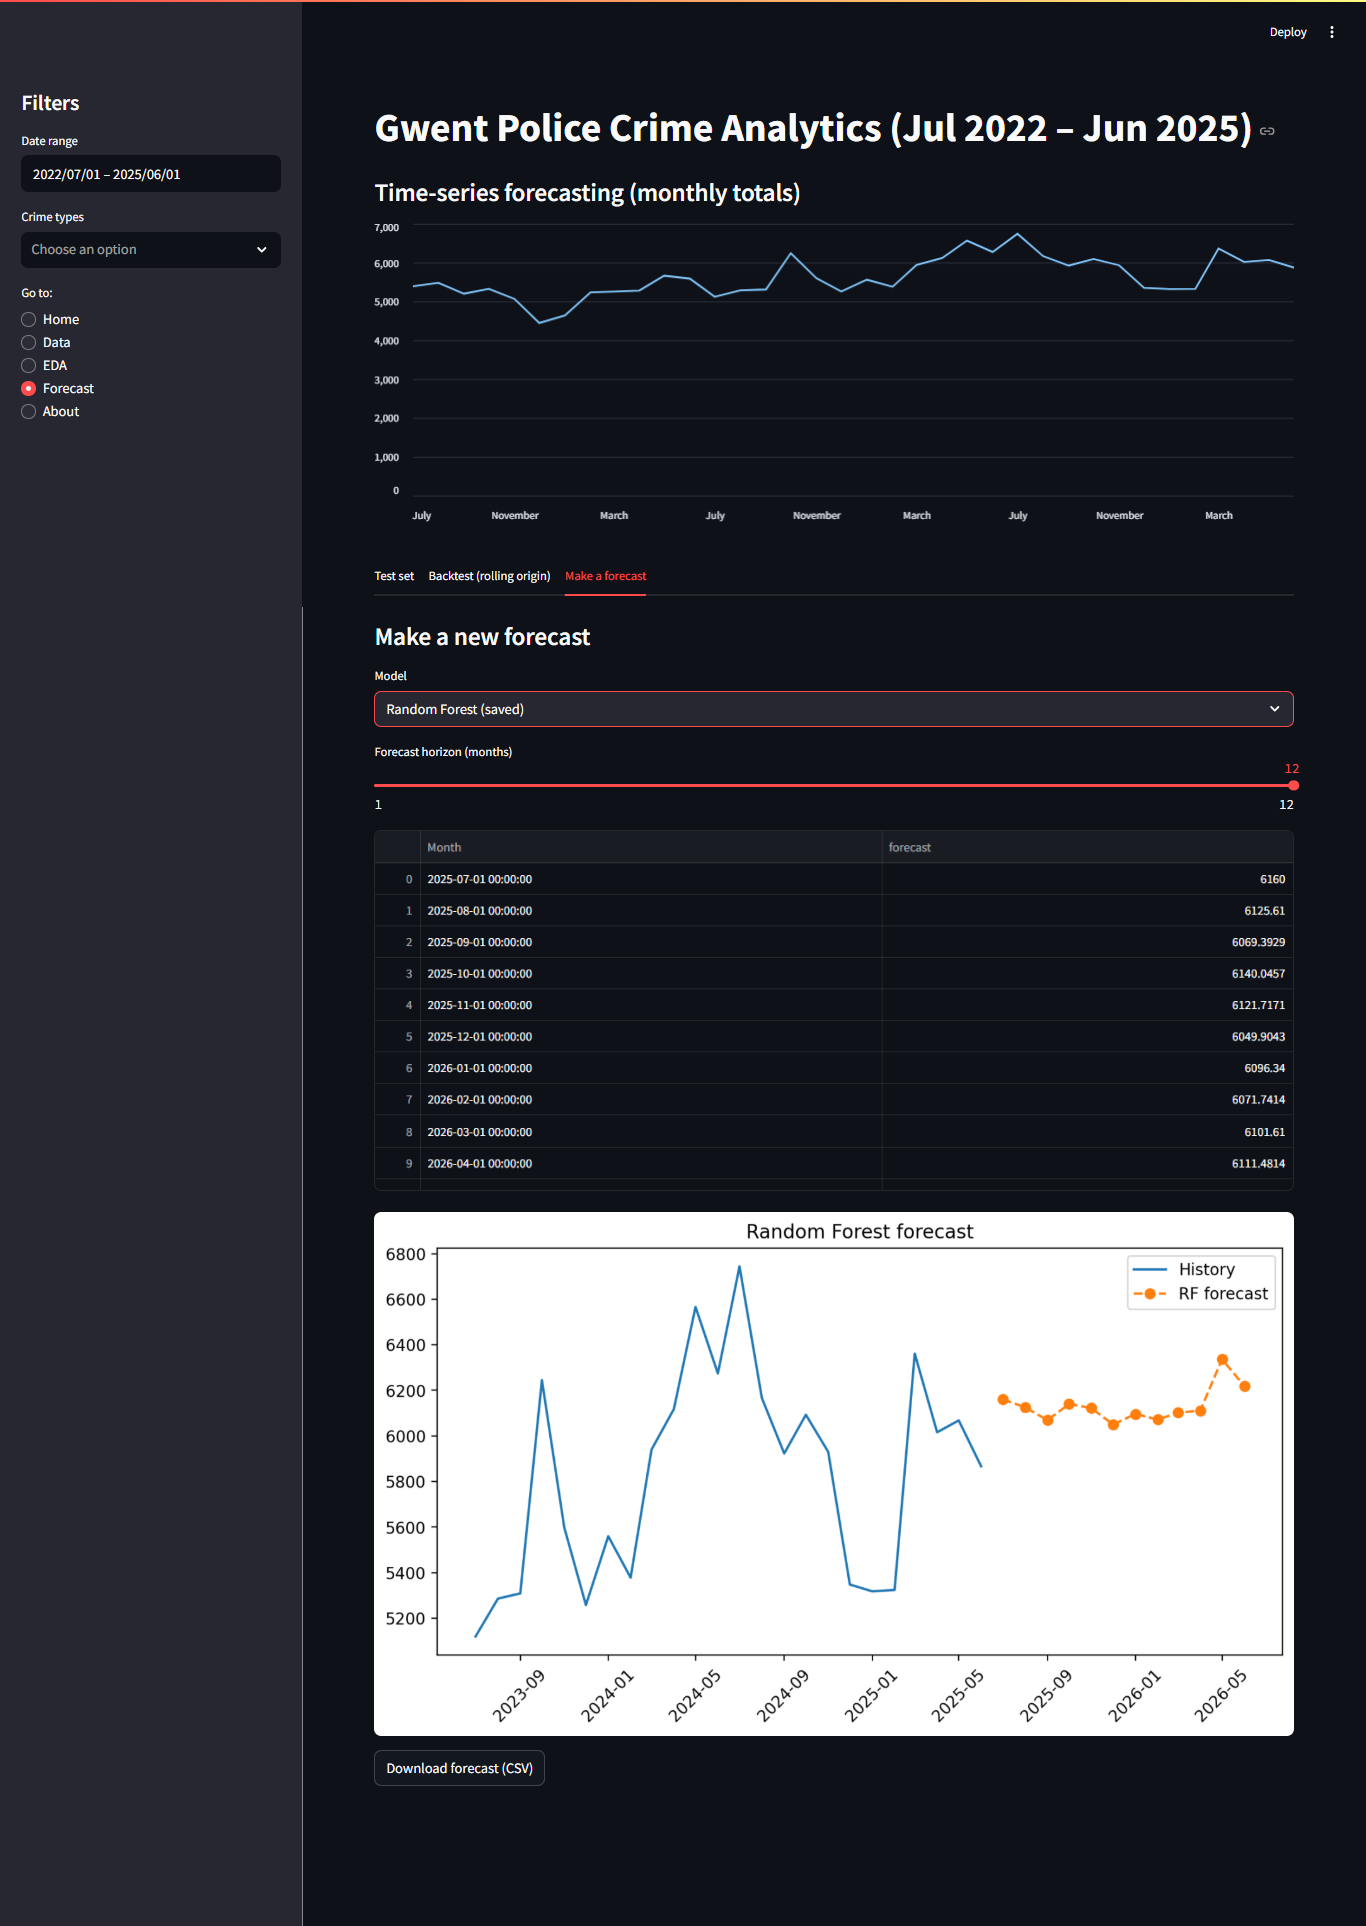 Deploy
Filters
Date range
2022/07/01 – 2025/06/01
Crime types
Choose an option
Go to:
Home
Data
EDA
Forecast
About
Gwent Police Crime Analytics (Jul 2022 – Jun 2025)
Time-series forecasting (monthly totals)
7,000
6,000
5,000
4,000
3,000
2,000
1,000
0
July November March July November March July November March
Test set Backtest (rolling origin) Make a forecast
Make a new forecast
Model
Random Forest (saved)
Forecast horizon (months)
12
1 12
Month forecast
0 2025-07-01 00:00:00 6160
1 2025-08-01 00:00:00 6125.61
2 2025-09-01 00:00:00 6069.3929
3 2025-10-01 00:00:00 6140.0457
4 2025-11-01 00:00:00 6121.7171
5 2025-12-01 00:00:00 6049.9043
6 2026-01-01 00:00:00 6096.34
7 2026-02-01 00:00:00 6071.7414
8 2026-03-01 00:00:00 6101.61
9 2026-04-01 00:00:00 6111.4814
Random Forest forecast
History
RF forecast
6800
6600
6400
6200
6000
5800
5600
5400
5200
2023-09 2024-01 2024-05 2024-09 2025-01 2025-05 2025-09 2026-01 2026-05
Download forecast (CSV)